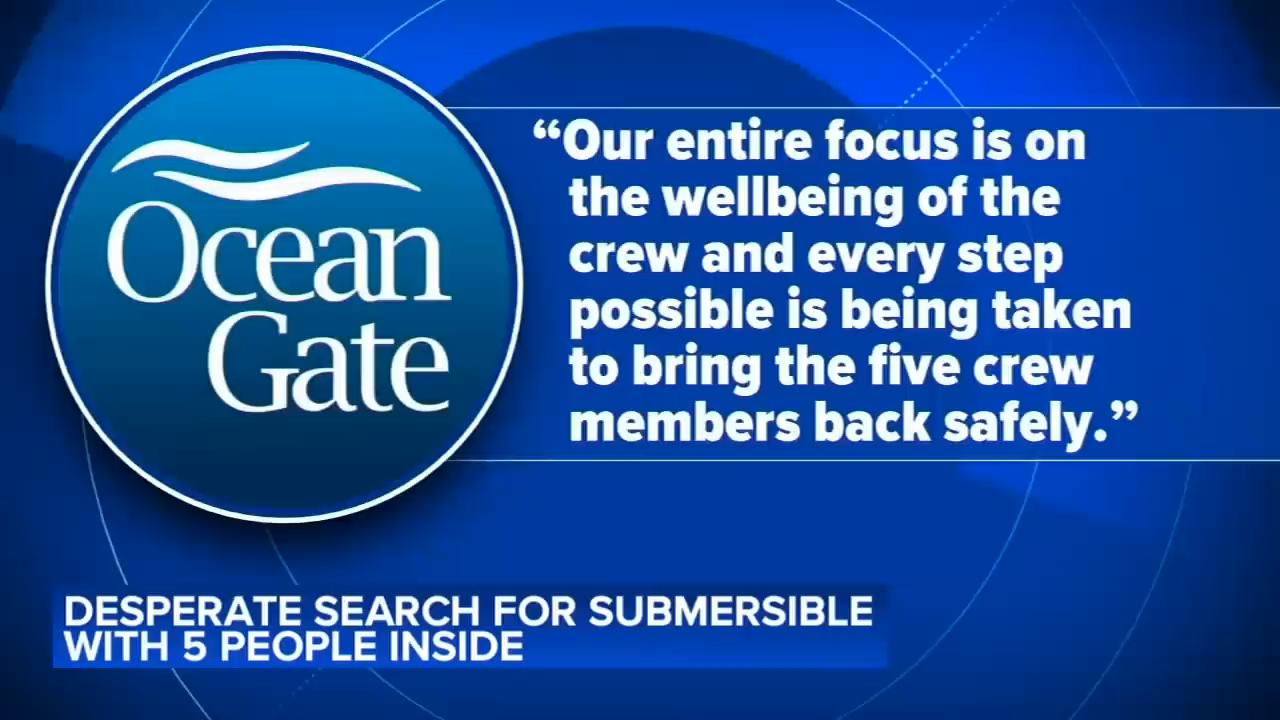 Ocean
Gate
“Our entire focus is on
the wellbeing of the
crew and every step
possible is being taken
to bring the five crew
members back safely.”
DESPERATE SEARCH FOR SUBMERSIBLE
WITH 5 PEOPLE INSIDE